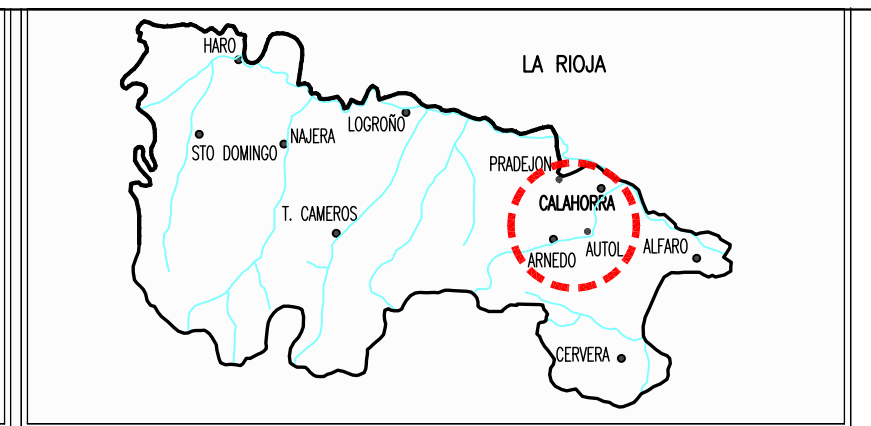 HARO
LA RIOJA
LOGROÑO
NAJERA
STO DOMINGO
PRADEJON
CALAHORRA
T. CAMEROS
AUTOL
ALFARO
ARNEDO
CERVERA